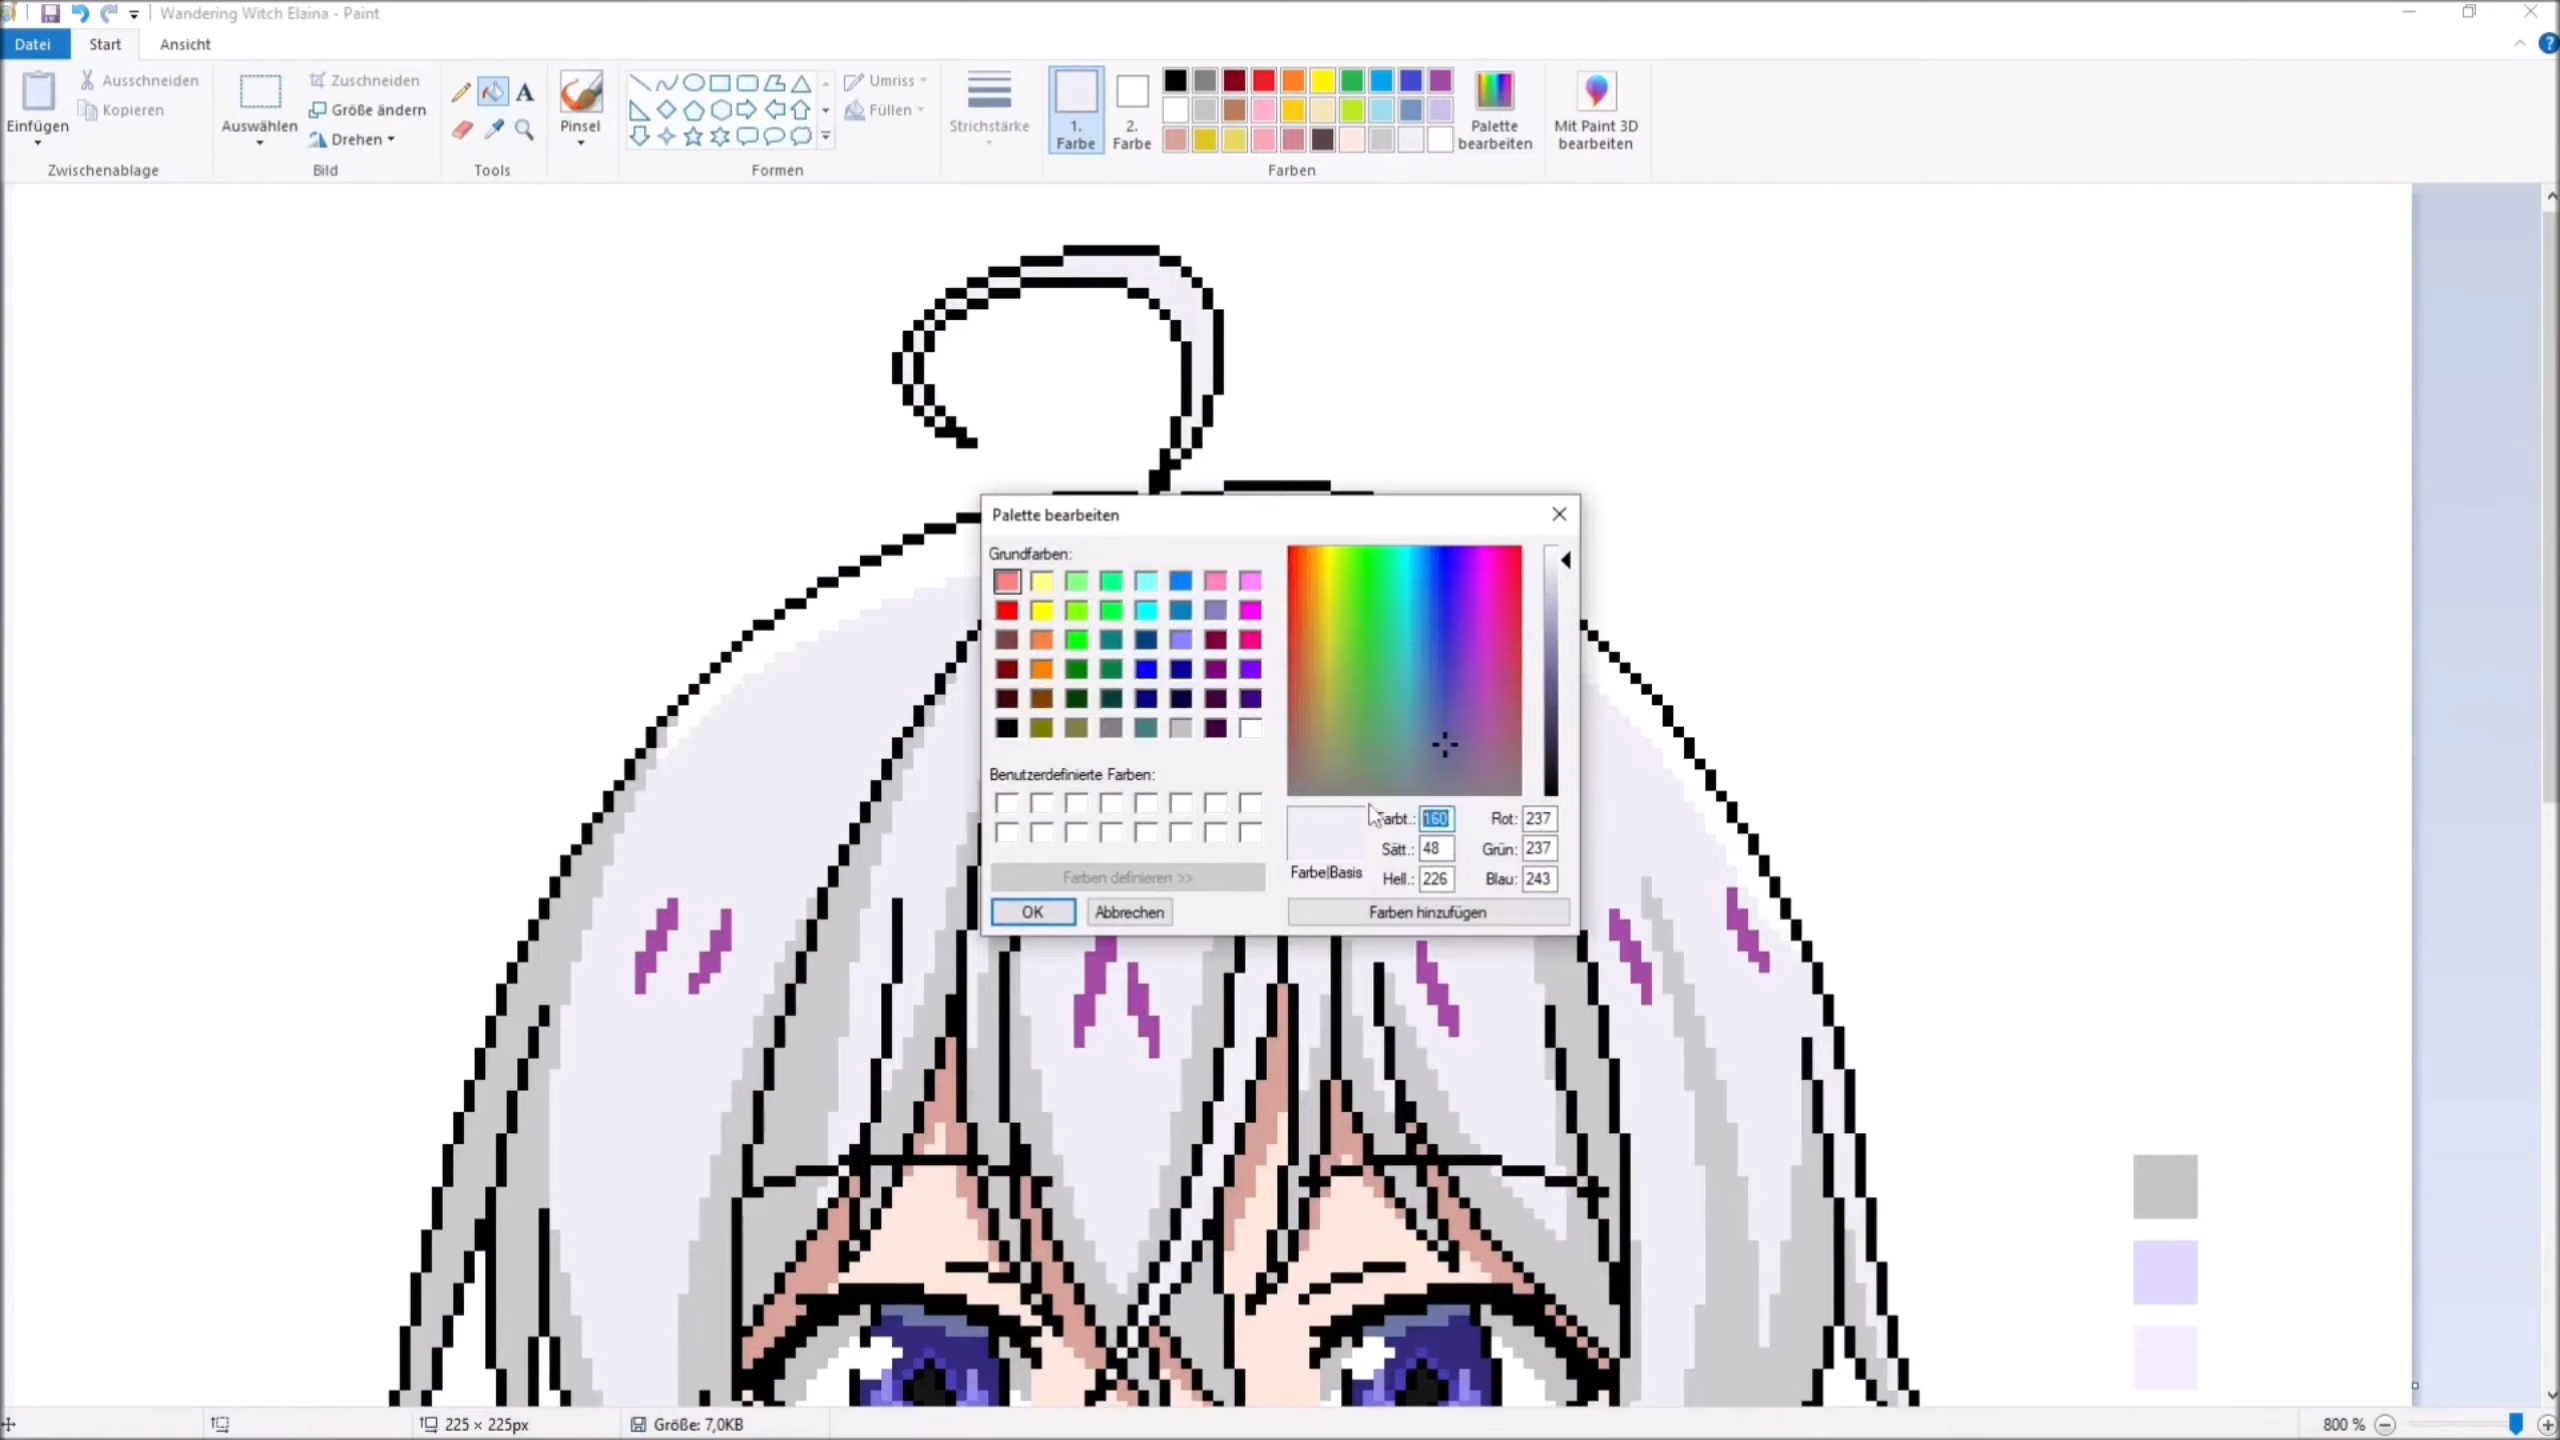 Wandering Witch Elaina - Paint
Datei
Start
Ansicht
Einfügen
Ausschneiden
Kopieren
Zwischenablage
Auswählen
Zuschneiden
Größe ändern
Drehen
Bild
A
Tools
Pinsel
Umriss
Füllen
Formen
Strichstärke
1.
Farbe
2.
Farbe
Palette
bearbeiten
Farben
Mit Paint 3D
bearbeiten
Palette bearbeiten
Grundfarben:
Benutzerdefinierte Farben:
Farben definieren >>
OK
Abbrechen
Farbe|Basis
arbt.: 160
Sätt.: 48
Hell.: 226
Rot: 237
Grün: 237
Blau: 243
Farben hinzufügen
225 × 225px
Größe: 7,0KB
800 %